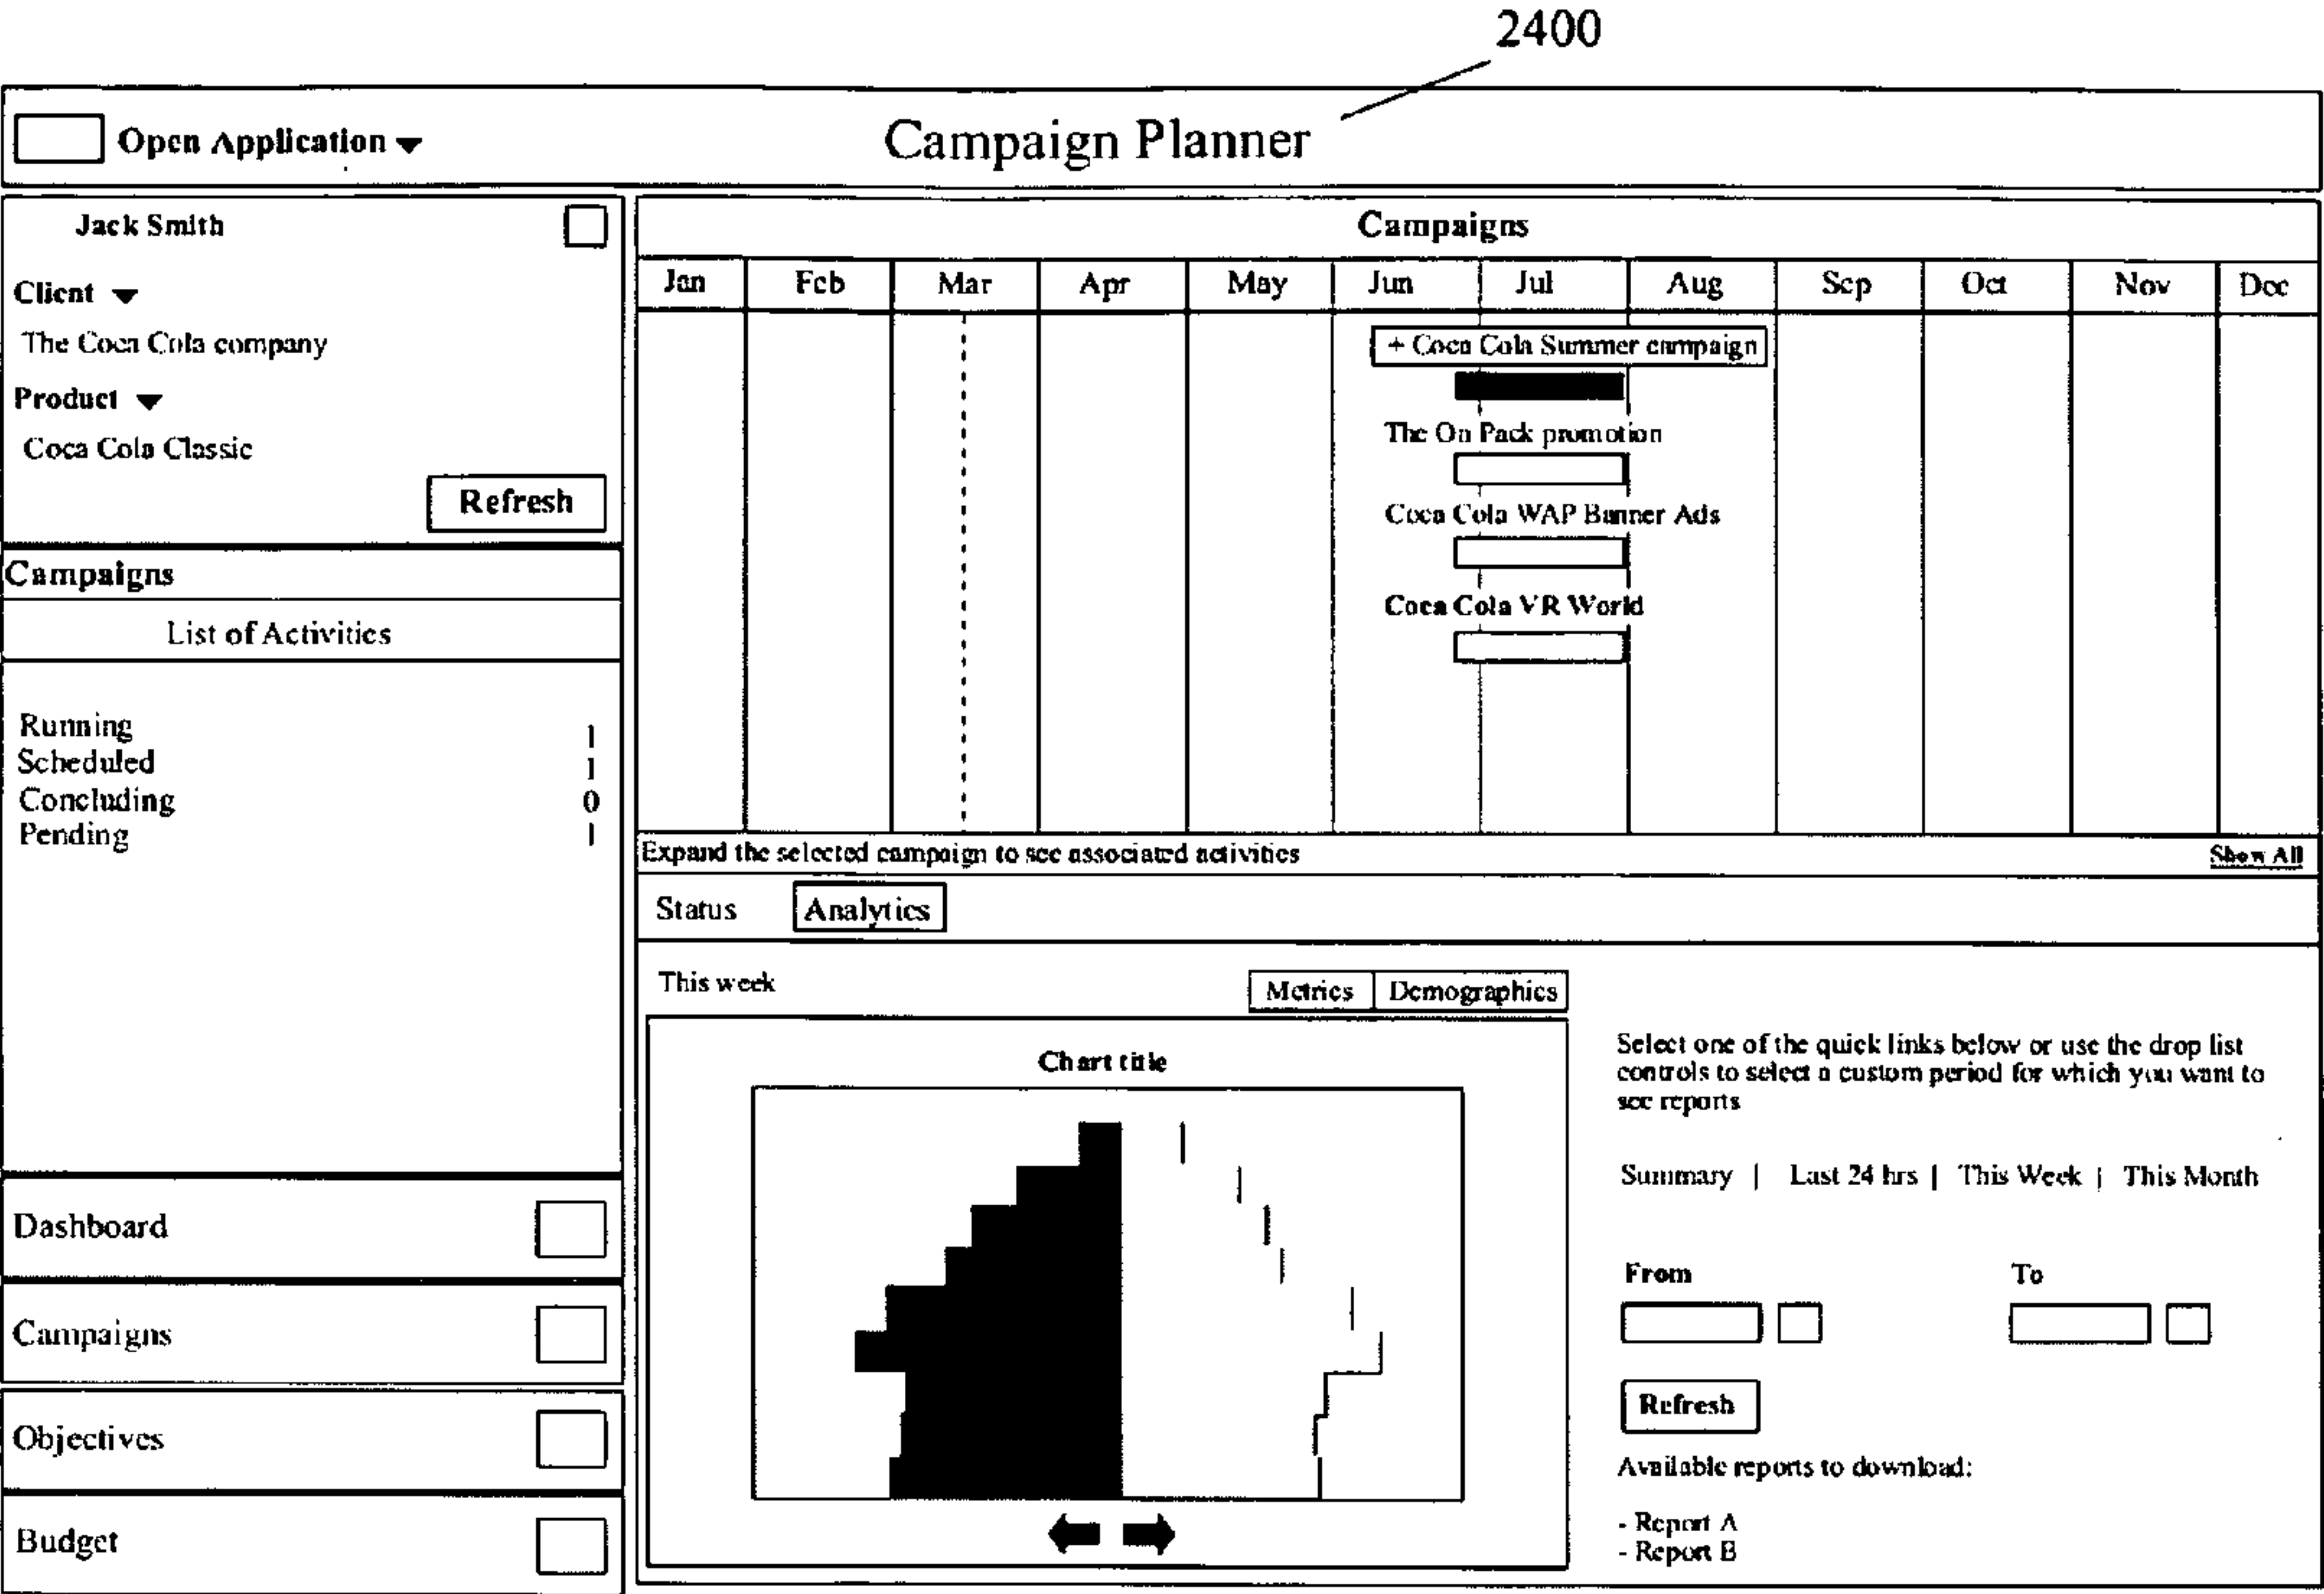 2400
Open Application
Campaign Planner
Jack Smith
Client
The Coca Cola company
Product
Coca Cola Classic
Refresh
Campaigns
List of Activities
Running 1
Scheduled 1
Concluding 0
Pending 1
Dashboard
Campaigns
Objectives
Budget
Campaigns
Jan Feb Mar Apr May Jun Jul Aug Sep Oct Nov Dec
+ Coca Cola Summer campaign
The On Pack promotion
Coca Cola WAP Banner Ads
Coca Cola VR World
Expand the selected campaign to see associated activities Show All
Status Analytics
This week Metrics Demographics
Chart title
Select one of the quick links below or use the drop list
controls to select a custom period for which you want to
see reports
Summary | Last 24 hrs | This Week | This Month
From To
Refresh
Available reports to download:
- Report A
- Report B